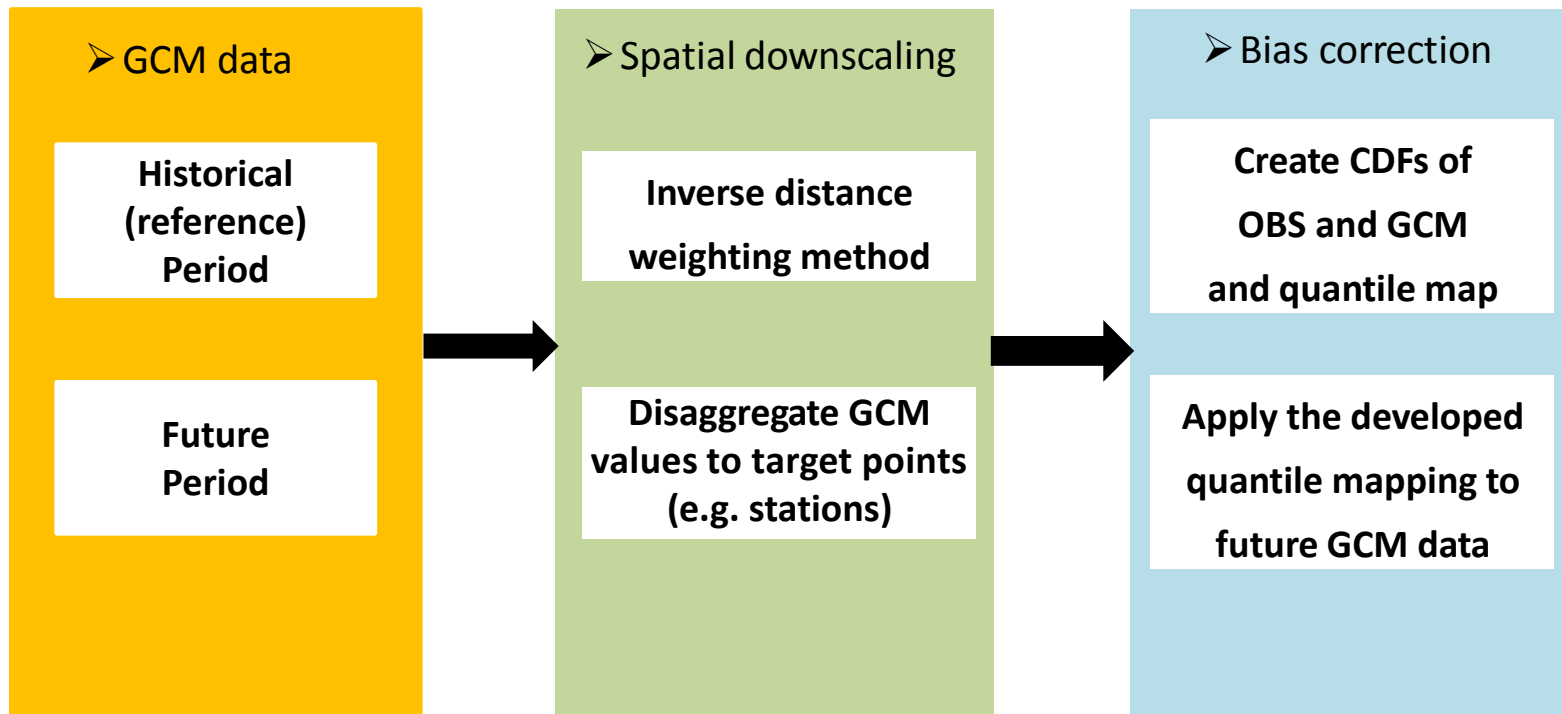 ➢ GCM data
Historical
(reference)
Period
Future
Period
➢ Spatial downscaling
Inverse distance
weighting method
Disaggregate GCM
values to target points
(e.g. stations)
➢ Bias correction
Create CDFs of
OBS and GCM
and quantile map
Apply the developed
quantile mapping to
future GCM data